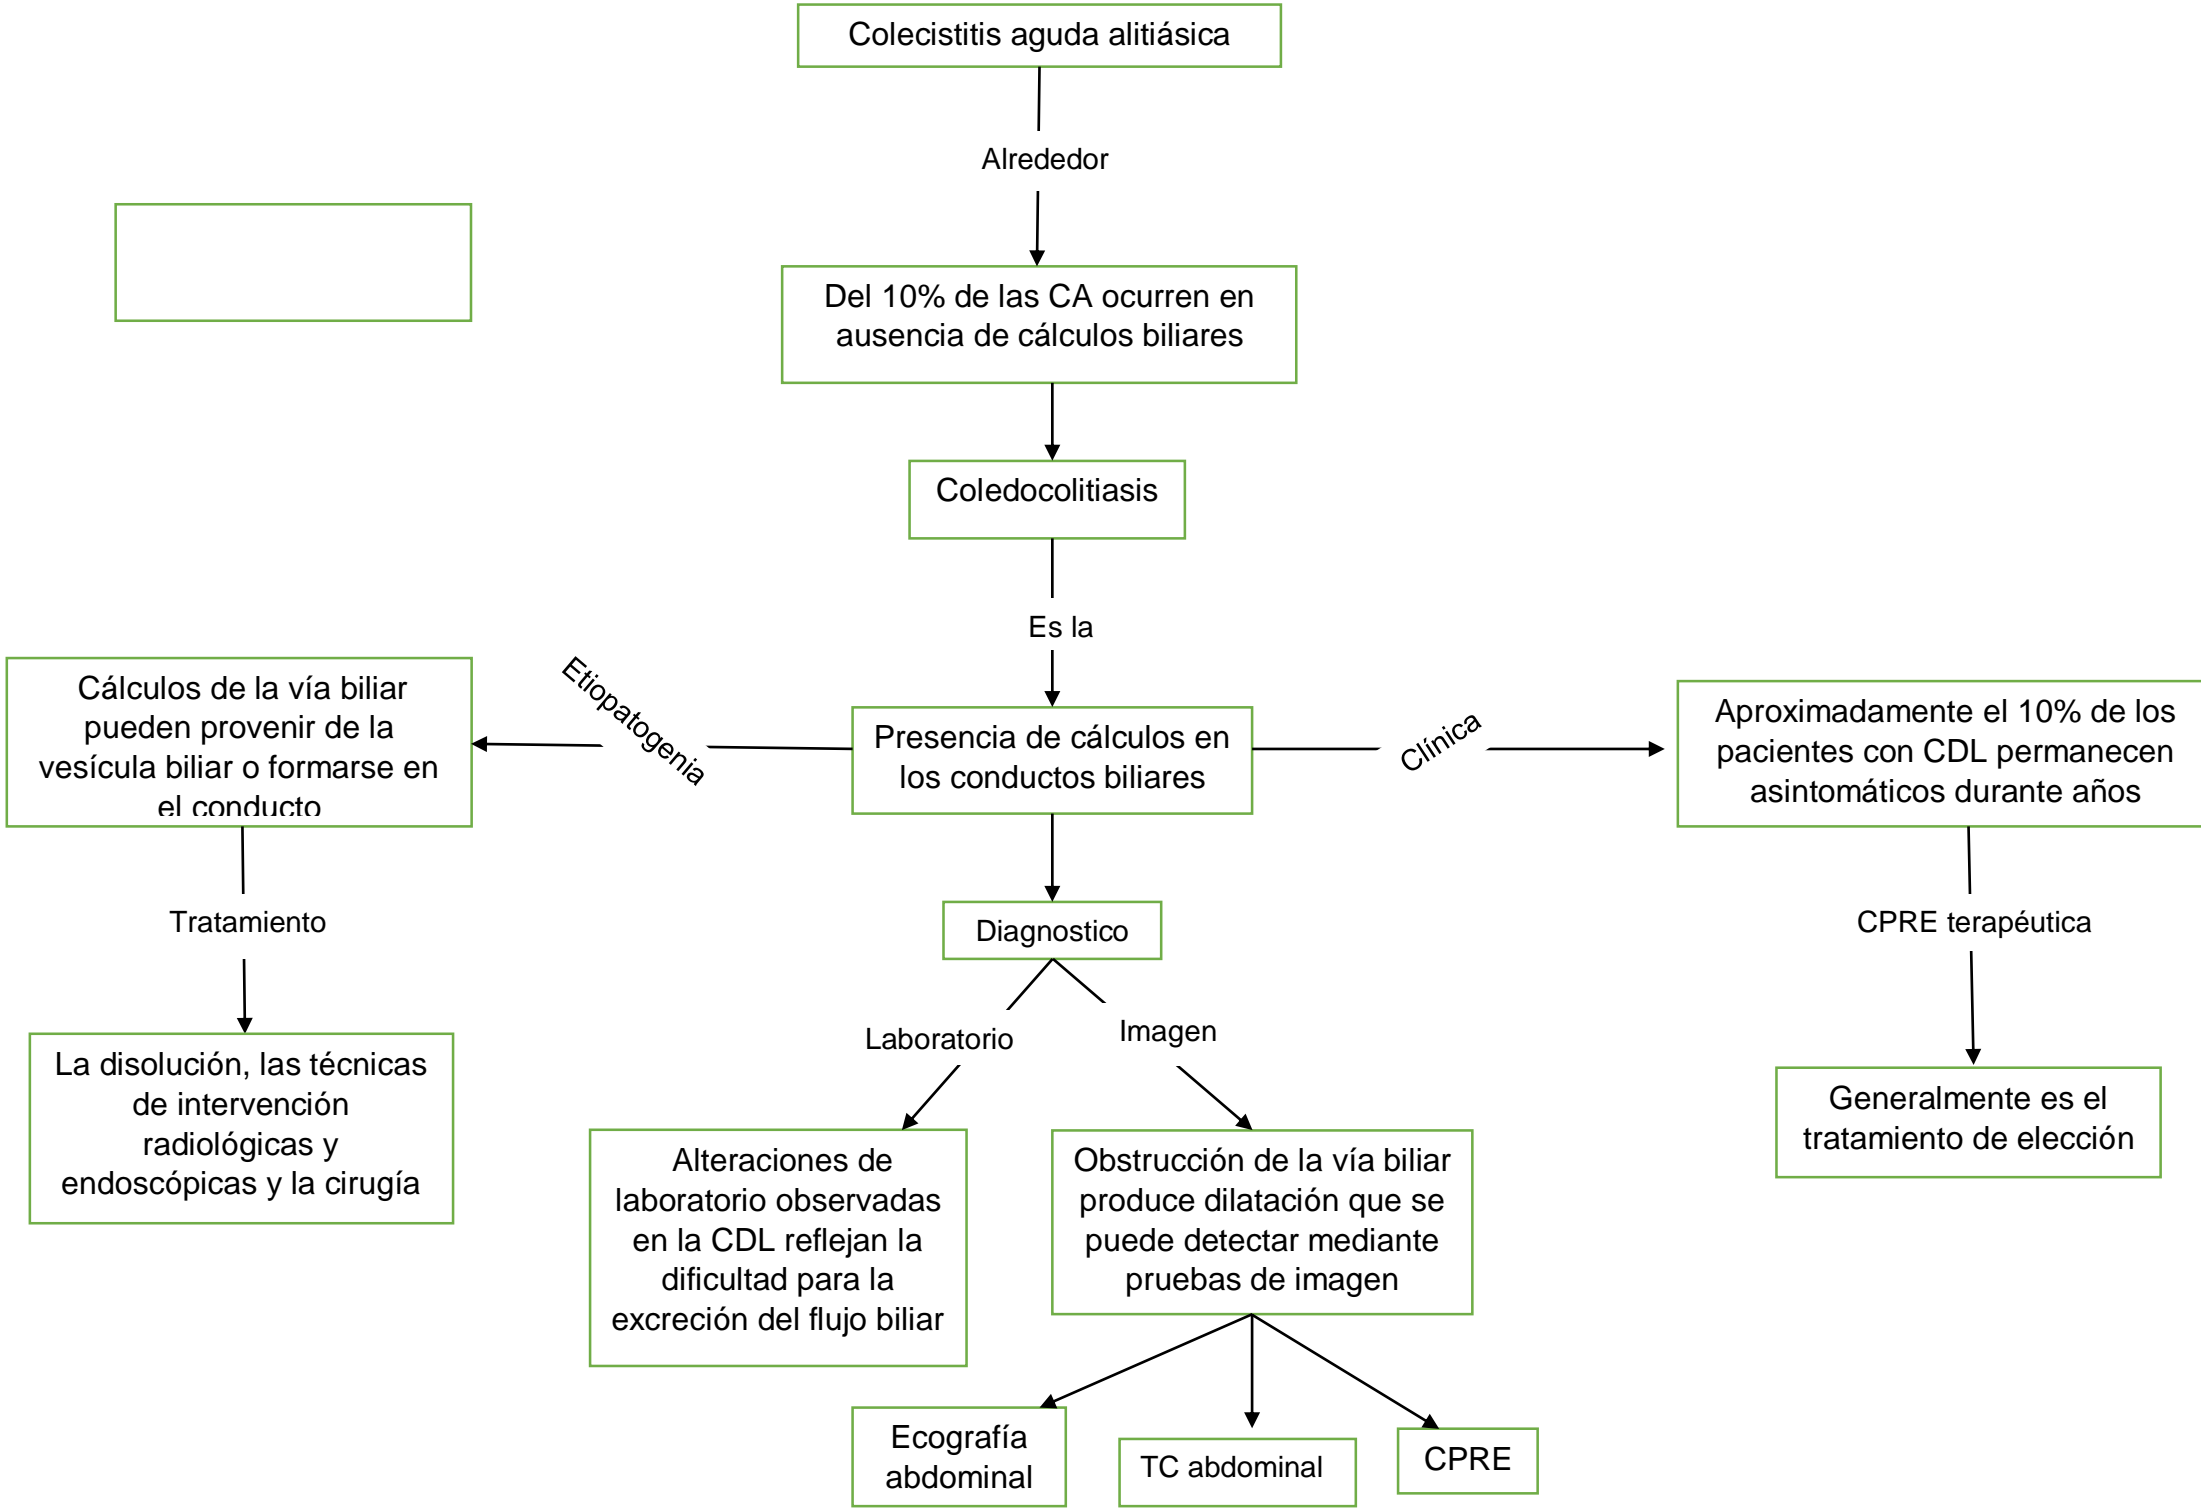 Colecistitis aguda alitiásica
Alrededor
Del 10% de las CA ocurren en
ausencia de cálculos biliares
Coledocolitiasis
Es la
Etiopatogenia
Clínica
Cálculos de la vía biliar
pueden provenir de la
vesícula biliar o formarse en
el conducto
Presencia de cálculos en
los conductos biliares
Aproximadamente el 10% de los
pacientes con CDL permanecen
asintomáticos durante años
Tratamiento
Diagnostico
CPRE terapéutica
Laboratorio
Imagen
La disolución, las técnicas
de intervención
radiológicas y
endoscópicas y la cirugía
Alteraciones de
laboratorio observadas
en la CDL reflejan la
dificultad para la
excreción del flujo biliar
Obstrucción de la vía biliar
produce dilatación que se
puede detectar mediante
pruebas de imagen
Generalmente es el
tratamiento de elección
Ecografía
abdominal
TC abdominal
CPRE